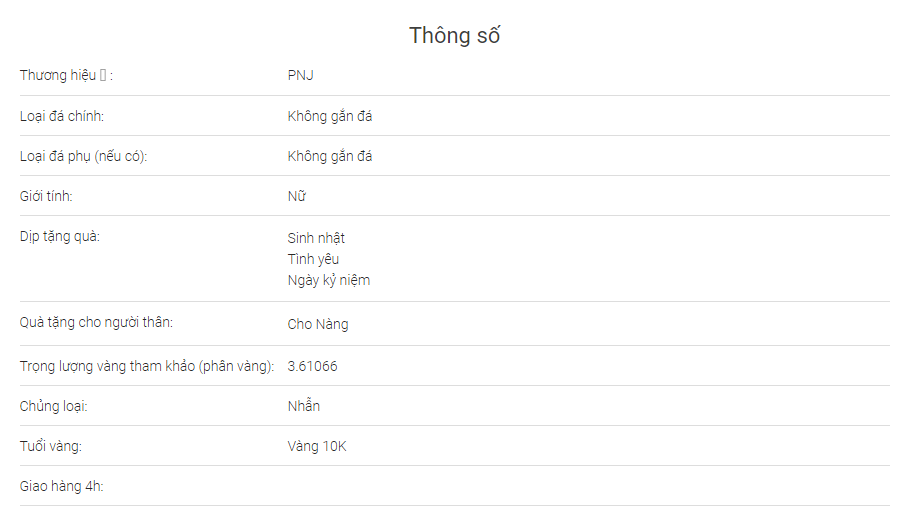 Thông số
Thương hiệu ▯ : PNJ
Loại đá chính: Không gắn đá
Loại đá phụ (nếu có): Không gắn đá
Giới tính: Nữ
Dịp tặng quà: Sinh nhật
Tình yêu
Ngày kỷ niệm
Quà tặng cho người thân: Cho Nàng
Trọng lượng vàng tham khảo (phân vàng): 3.61066
Chủng loại: Nhẫn
Tuổi vàng: Vàng 10K
Giao hàng 4h: